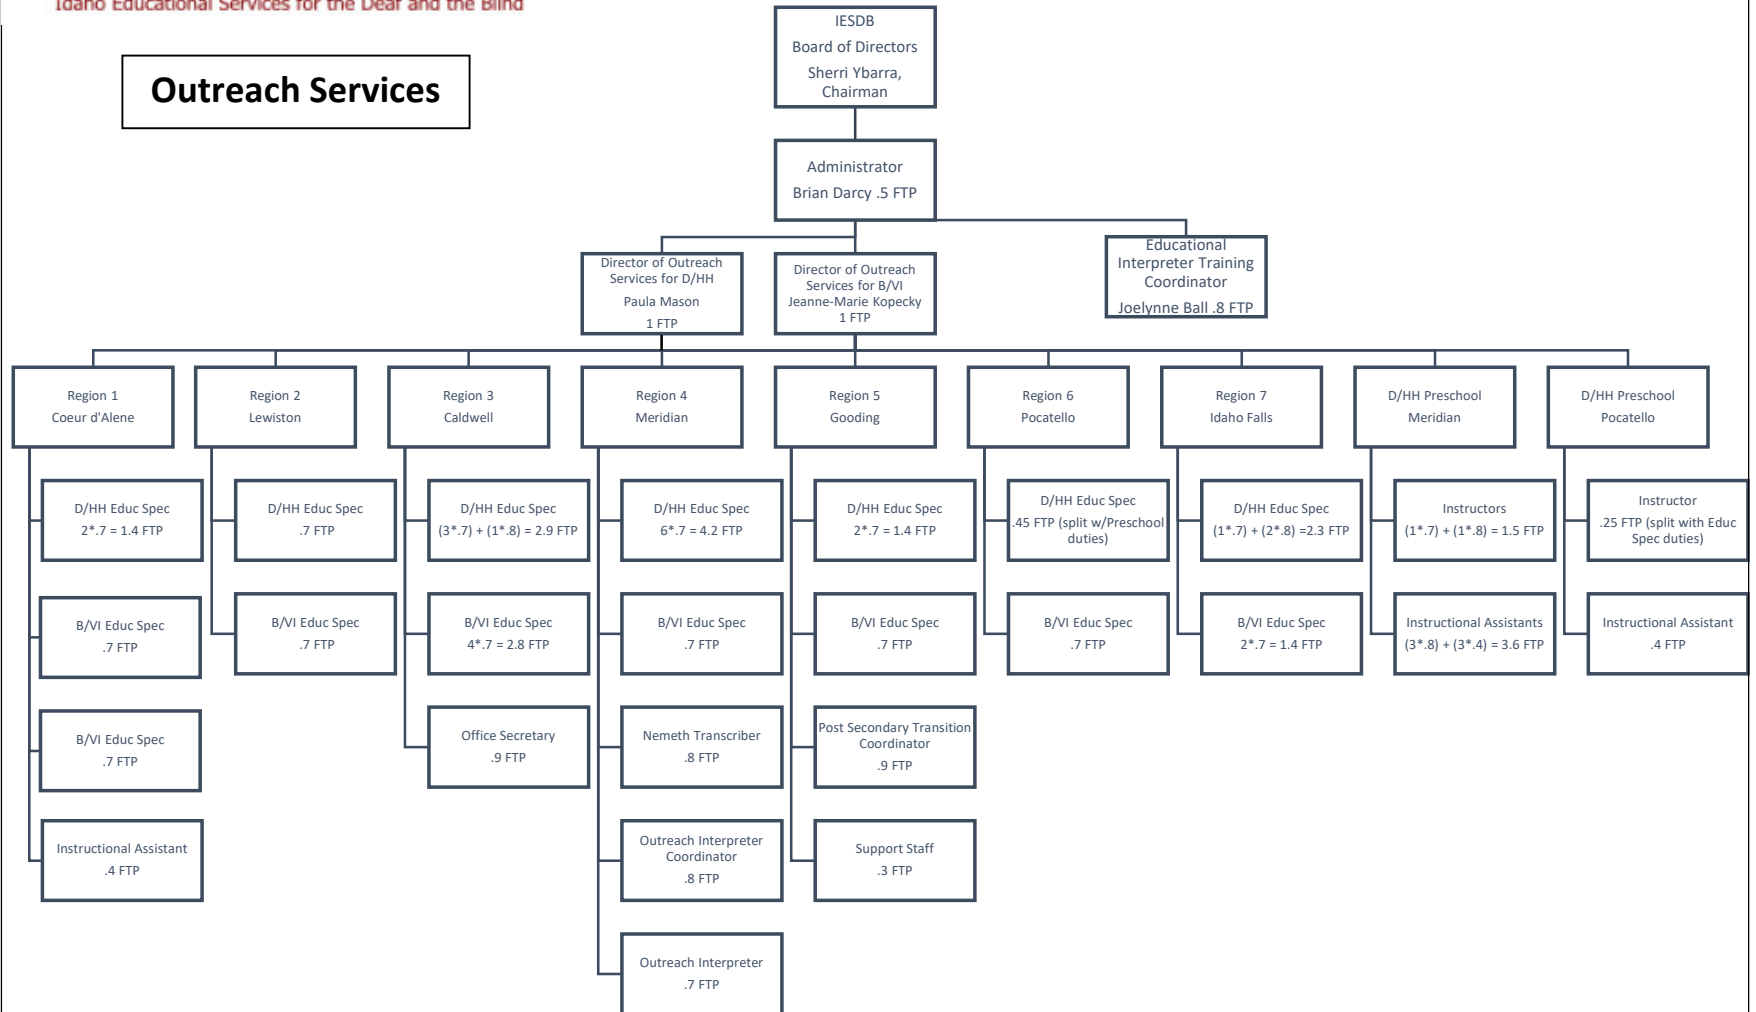 Idaho Educational Services for the Deaf and the Blind
Outreach Services
IESDB
Board of Directors
Sherri Ybarra,
Chairman
Administrator
Brian Darcy .5 FTP
Director of Outreach
Services for D/HH
Paula Mason
1 FTP
Director of Outreach
Services for B/VI
Jeanne-Marie Kopecky
1 FTP
Educational
Interpreter Training
Coordinator
Joelynne Ball .8 FTP
Region 1
Coeur d'Alene
D/HH Educ Spec
2*.7 = 1.4 FTP
B/VI Educ Spec
.7 FTP
B/VI Educ Spec
.7 FTP
Instructional Assistant
.4 FTP
Region 2
Lewiston
D/HH Educ Spec
.7 FTP
B/VI Educ Spec
.7 FTP
Region 3
Caldwell
D/HH Educ Spec
(3*.7) + (1*.8) = 2.9 FTP
B/VI Educ Spec
4*.7 = 2.8 FTP
Office Secretary
.9 FTP
Region 4
Meridian
D/HH Educ Spec
6*.7 = 4.2 FTP
B/VI Educ Spec
.7 FTP
Nemeth Transcriber
.8 FTP
Outreach Interpreter
Coordinator
.8 FTP
Outreach Interpreter
.7 FTP
Region 5
Gooding
D/HH Educ Spec
2*.7 = 1.4 FTP
B/VI Educ Spec
.7 FTP
Post Secondary Transition
Coordinator
.9 FTP
Support Staff
.3 FTP
Region 6
Pocatello
D/HH Educ Spec
.45 FTP (split w/Preschool
duties)
B/VI Educ Spec
.7 FTP
Region 7
Idaho Falls
D/HH Educ Spec
(1*.7) + (2*.8) =2.3 FTP
B/VI Educ Spec
2*.7 = 1.4 FTP
D/HH Preschool
Meridian
Instructors
(1*.7) + (1*.8) = 1.5 FTP
Instructional Assistants
(3*.8) + (3*.4) = 3.6 FTP
D/HH Preschool
Pocatello
Instructor
.25 FTP (split with Educ
Spec duties)
Instructional Assistant
.4 FTP